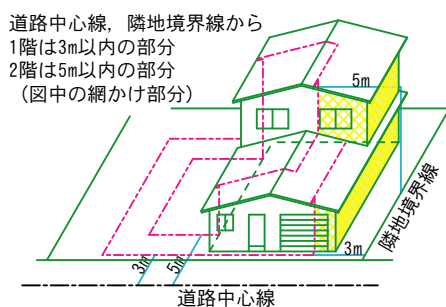 道路中心線，隣地境界線から
1階は3m以内の部分
2階は5m以内の部分
（図中の網かけ部分）
5m
隣地境界線
3m
3m
5m
道路中心線